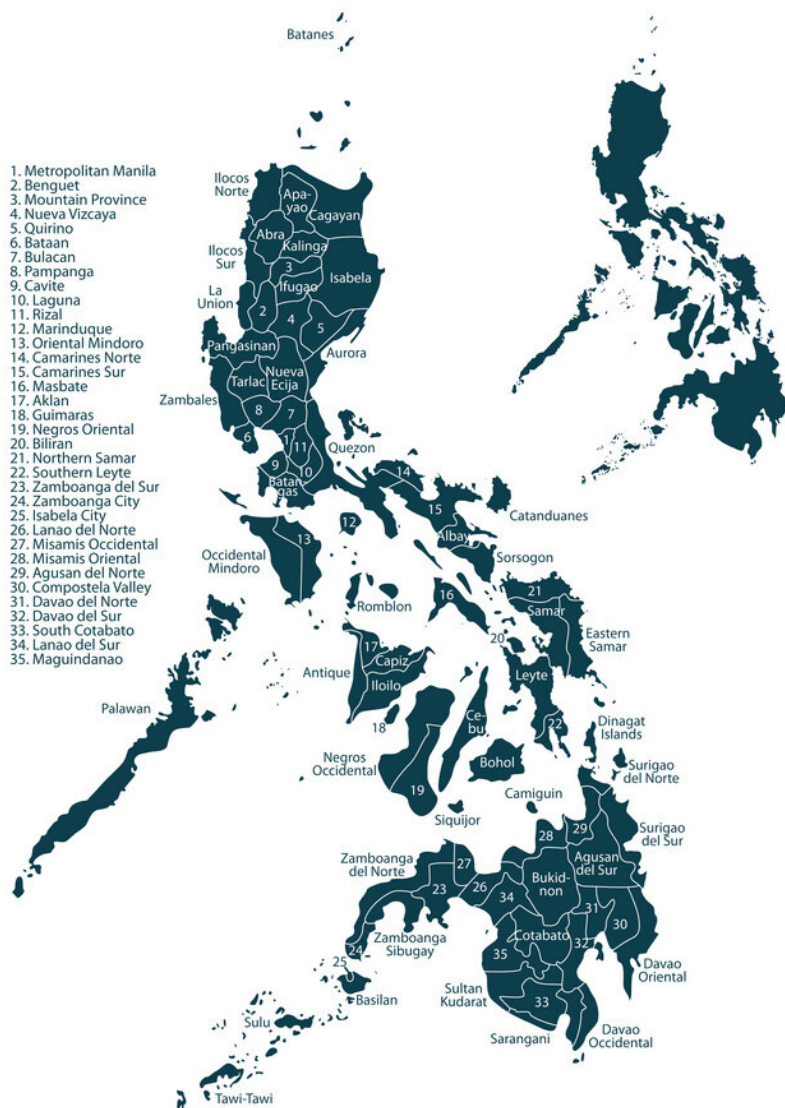 Batanes
1. Metropolitan Manila
2. Benguet
3. Mountain Province
4. Nueva Vizcaya
5. Quirino
6. Bataan
7. Bulacan
8. Pampanga
9. Cavite
10. Laguna
11. Rizal
12. Marinduque
13. Oriental Mindoro
14. Camarines Norte
15. Camarines Sur
16. Masbate
17. Aklan
18. Guimaras
19. Negros Oriental
20. Biliran
21. Northern Samar
22. Southern Leyte
23. Zamboanga del Sur
24. Zamboanga City
25. Isabela City
26. Lanao del Norte
27. Misamis Occidental
28. Misamis Oriental
29. Agusan del Norte
30. Compostela Valley
31. Davao del Norte
32. Davao del Sur
33. South Cotabato
34. Lanao del Sur
35. Maguindanao
Ilocos
Norte
Apa-
yao
Cagayan
Abra
Kalinga
Ilocos
Sur
3
Ifugao
Isabela
La
Union
2
4
5
Pangasinan
Aurora
Tarlac
Nueva
Ecija
Zambales
8
7
6
1
11
Quezon
9
10
Batan-
gas
14
15
Catanduanes
12
13
Albay
Occidental
Mindoro
Sorsogon
Romblon
16
21
Samar
Eastern
Samar
20
17
Capiz
Antique
Iloilo
Leyte
Palawan
18
Ce-
bu
22
Dinagat
Islands
Negros
Occidental
Bohol
Surigao
del Norte
19
Camiguin
Siquijor
28
29
Surigao
del Sur
Zamboanga
del Norte
27
Agusan
del Sur
26
Bukid-
non
23
34
31
30
24
Zamboanga
Sibugay
Cotabato
32
35
25
Davao
Oriental
Basilan
Sultan
Kudarat
33
Sulu
Sarangani
Davao
Occidental
Tawi-Tawi